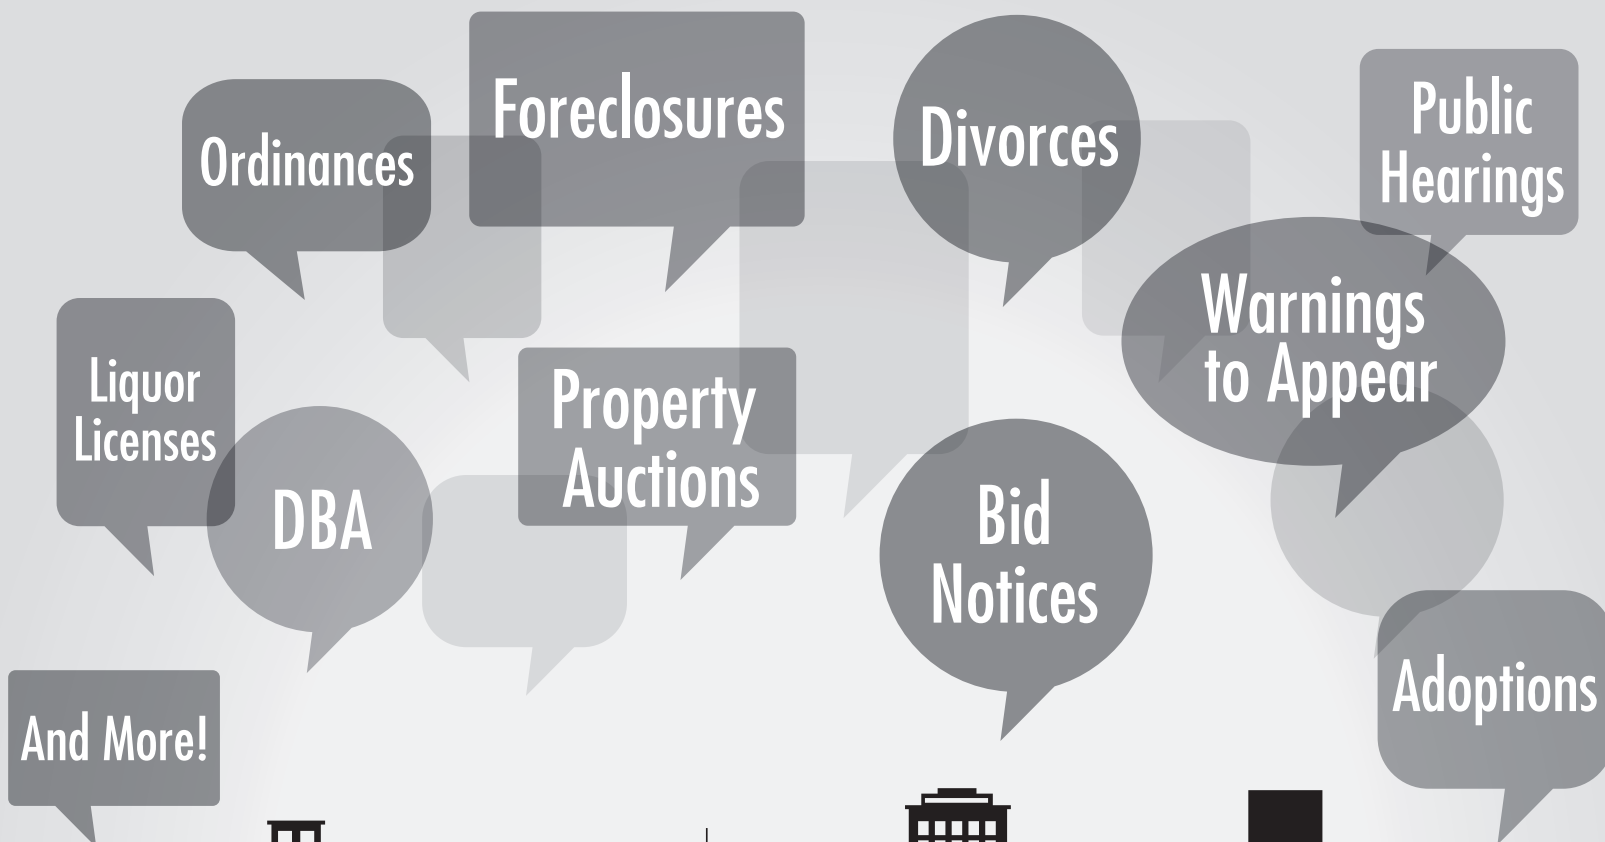 Foreclosures
Divorces
Public
Hearings
Ordinances
Warnings
to Appear
Liquor
Licenses
Property
Auctions
DBA
Bid
Notices
Adoptions
And More!